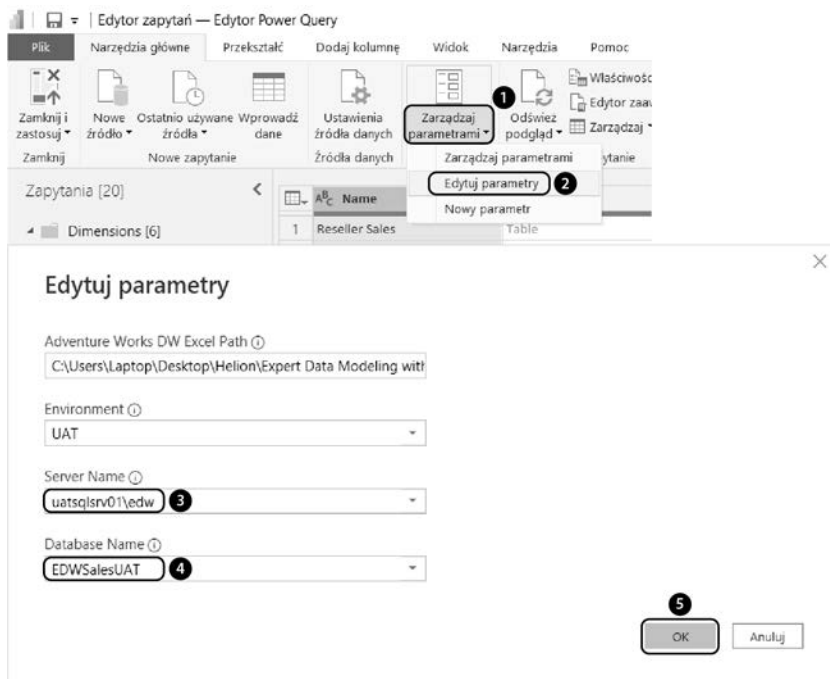 Edytor zapytań — Edytor Power Query
Plik Narzędzia główne Przekształć Dodaj kolumnę Widok Narzędzia Pomoc
Zamknij i zastosuj
Nowe źródło
Ostatnio używane źródła
Wprowadź dane
Ustawienia źródła danych
Zarządzaj parametrami
1
Odśwież podgląd
Właściwośc
Edytor zaaw
Zarządzaj
Zamknij Nowe zapytanie Źródła danych ytanie
Zarządzaj parametrami
Edytuj parametry 2
Nowy parametr
Zapytania [20]
Dimensions [6]
ABC Name
1 Reseller Sales Table
Edytuj parametry
Adventure Works DW Excel Path
C:\Users\Laptop\Desktop\Helion\Expert Data Modeling with
Environment
UAT
Server Name
uatsqlsrv01\edw 3
Database Name
EDWSalesUAT 4
5
OK Anuluj